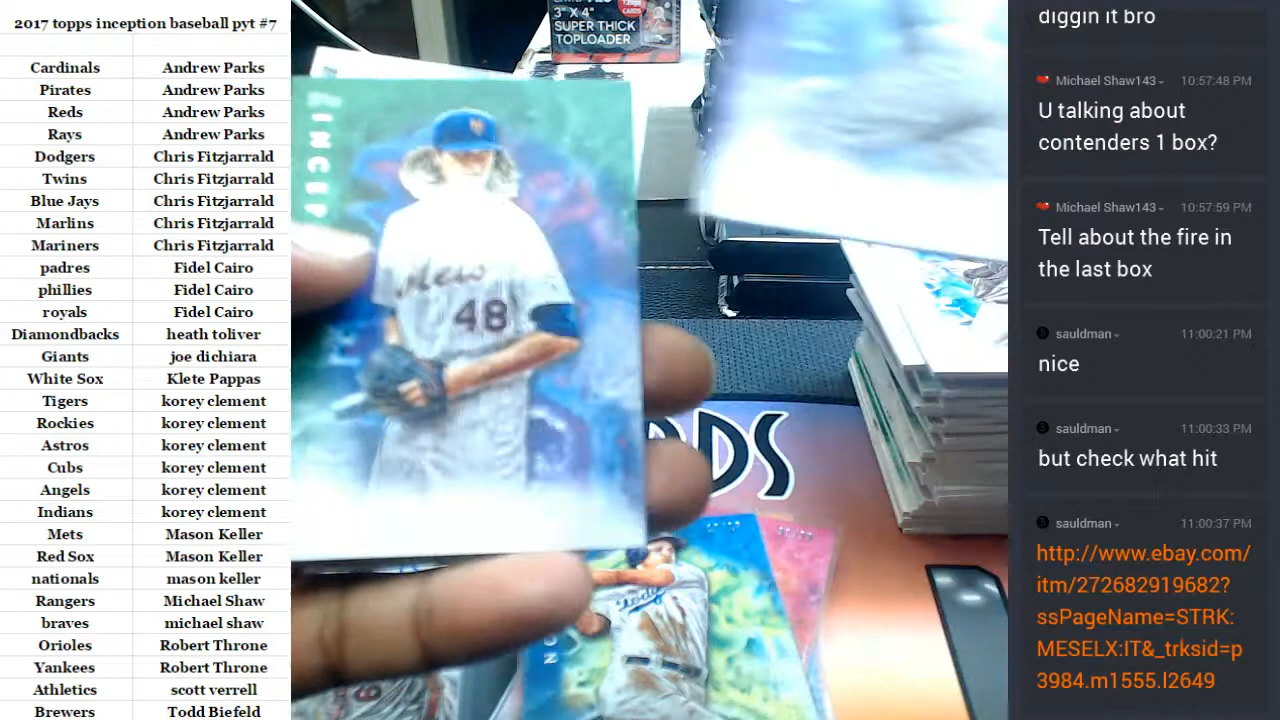 2017 topps inception baseball pyt #7
Cardinals Andrew Parks
Pirates Andrew Parks
Reds Andrew Parks
Rays Andrew Parks
Dodgers Chris Fitzjarrald
Twins Chris Fitzjarrald
Blue Jays Chris Fitzjarrald
Marlins Chris Fitzjarrald
Mariners Chris Fitzjarrald
padres Fidel Cairo
phillies Fidel Cairo
royals Fidel Cairo
Diamondbacks heath toliver
Giants joe dichiara
White Sox Klete Pappas
Tigers korey clement
Rockies korey clement
Astros korey clement
Cubs korey clement
Angels korey clement
Indians korey clement
Mets Mason Keller
Red Sox Mason Keller
nationals mason keller
Rangers Michael Shaw
braves michael shaw
Orioles Robert Throne
Yankees Robert Throne
Athletics scott verrell
Brewers Todd Biefeld
3" X 4"
SUPER THICK
TOPLOADER
48
DS
diggin it bro
Michael Shaw143 10:57:48 PM
U talking about
contenders 1 box?
Michael Shaw143 10:57:59 PM
Tell about the fire in
the last box
sauldman 11:00:21 PM
nice
sauldman 11:00:33 PM
but check what hit
sauldman 11:00:37 PM
http://www.ebay.com/
itm/272682919682?
ssPageName=STRK:
MESELX:IT&_trksid=p
3984.m1555.l2649